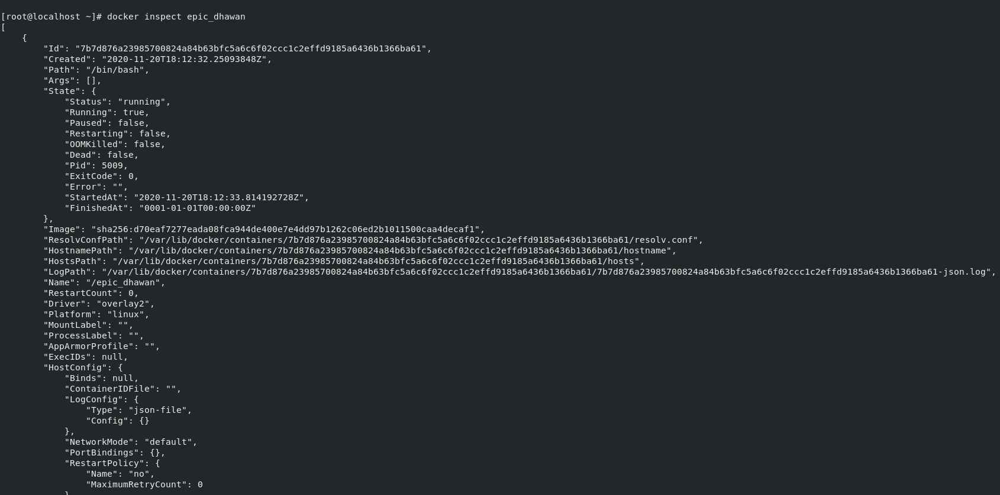 [root@localhost ~]# docker inspect epic_dhawan
[
    {
        "Id": "7b7d876a23985700824a84b63bfc5a6c6f02ccc1c2effd9185a6436b1366ba61",
        "Created": "2020-11-20T18:12:32.25093848Z",
        "Path": "/bin/bash",
        "Args": [],
        "State": {
            "Status": "running",
            "Running": true,
            "Paused": false,
            "Restarting": false,
            "OOMKilled": false,
            "Dead": false,
            "Pid": 5009,
            "ExitCode": 0,
            "Error": "",
            "StartedAt": "2020-11-20T18:12:33.814192728Z",
            "FinishedAt": "0001-01-01T00:00:00Z"
        },
        "Image": "sha256:d70eaf7277eada08fca944de400e7e4dd97b1262c06ed2b1011500caa4decaf1",
        "ResolvConfPath": "/var/lib/docker/containers/7b7d876a23985700824a84b63bfc5a6c6f02ccc1c2effd9185a6436b1366ba61/resolv.conf",
        "HostnamePath": "/var/lib/docker/containers/7b7d876a23985700824a84b63bfc5a6c6f02ccc1c2effd9185a6436b1366ba61/hostname",
        "HostsPath": "/var/lib/docker/containers/7b7d876a23985700824a84b63bfc5a6c6f02ccc1c2effd9185a6436b1366ba61/hosts",
        "LogPath": "/var/lib/docker/containers/7b7d876a23985700824a84b63bfc5a6c6f02ccc1c2effd9185a6436b1366ba61/7b7d876a23985700824a84b63bfc5a6c6f02ccc1c2effd9185a6436b1366ba61-json.log",
        "Name": "/epic_dhawan",
        "RestartCount": 0,
        "Driver": "overlay2",
        "Platform": "linux",
        "MountLabel": "",
        "ProcessLabel": "",
        "AppArmorProfile": "",
        "ExecIDs": null,
        "HostConfig": {
            "Binds": null,
            "ContainerIDFile": "",
            "LogConfig": {
                "Type": "json-file",
                "Config": {}
            },
            "NetworkMode": "default",
            "PortBindings": {},
            "RestartPolicy": {
                "Name": "no",
                "MaximumRetryCount": 0
            }